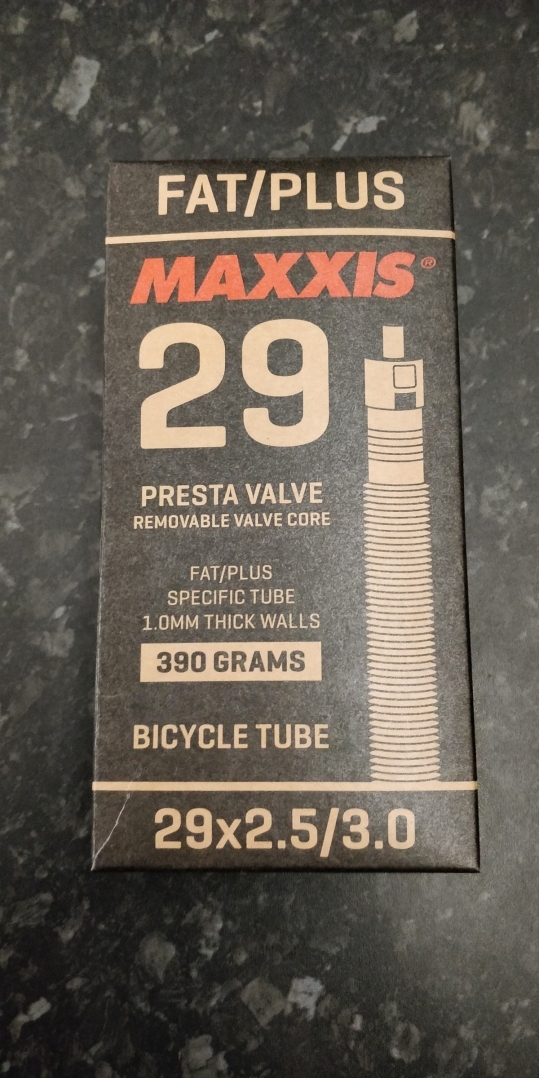 FAT/PLUS
MAXXIS®
29
PRESTA VALVE
REMOVABLE VALVE CORE
FAT/PLUS
SPECIFIC TUBE
1.0MM THICK WALLS
390 GRAMS
BICYCLE TUBE
29x2.5/3.0